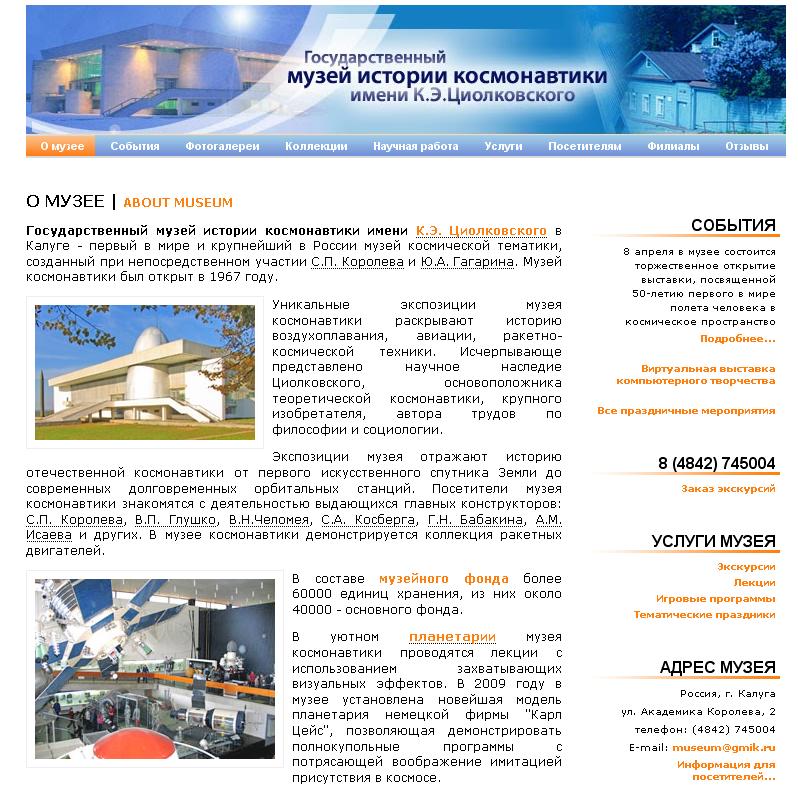 Государственный
музей истории космонавтики
имени К.Э.Циолковского
О музее События Фотогалереи Коллекции Научная работа Услуги Посетителям Филиалы Отзывы
О МУЗЕЕ | ABOUT MUSEUM
Государственный музей истории космонавтики имени К.Э. Циолковского в
Калуге - первый в мире и крупнейший в России музей космической тематики,
созданный при непосредственном участии С.П. Королева и Ю.А. Гагарина. Музей
космонавтики был открыт в 1967 году.
Уникальные экспозиции музея
космонавтики раскрывают историю
воздухоплавания, авиации, ракетно-
космической техники. Исчерпывающе
представлено научное наследие
Циолковского, основоположника
теоретической космонавтики, крупного
изобретателя, автора трудов по
философии и социологии.
Экспозиции музея отражают историю
отечественной космонавтики от первого искусственного спутника Земли до
современных долговременных орбитальных станций. Посетители музея
космонавтики знакомятся с деятельностью выдающихся главных конструкторов:
С.П. Королева, В.П. Глушко, В.Н.Челомея, С.А. Косберга, Г.Н. Бабакина, А.М.
Исаева и других. В музее космонавтики демонстрируется коллекция ракетных
двигателей.
В составе музейного фонда более
60000 единиц хранения, из них около
40000 - основного фонда.
В уютном планетарии музея
космонавтики проводятся лекции с
использованием захватывающих
визуальных эффектов. В 2009 году в
музее установлена новейшая модель
планетария немецкой фирмы "Карл
Цейс", позволяющая демонстрировать
полнокупольные программы с
потрясающей воображение имитацией
присутствия в космосе.
СОБЫТИЯ
8 апреля в музее состоится
торжественное открытие
выставки, посвященной
50-летию первого в мире
полета человека в
космическое пространство
Подробнее...
Виртуальная выставка
компьютерного творчества
Все праздничные мероприятия
8 (4842) 745004
Заказ экскурсий
УСЛУГИ МУЗЕЯ
Экскурсии
Лекции
Игровые программы
Тематические праздники
АДРЕС МУЗЕЯ
Россия, г. Калуга
ул. Академика Королева, 2
телефон: (4842) 745004
E-mail: museum@gmik.ru
Информация для
посетителей...